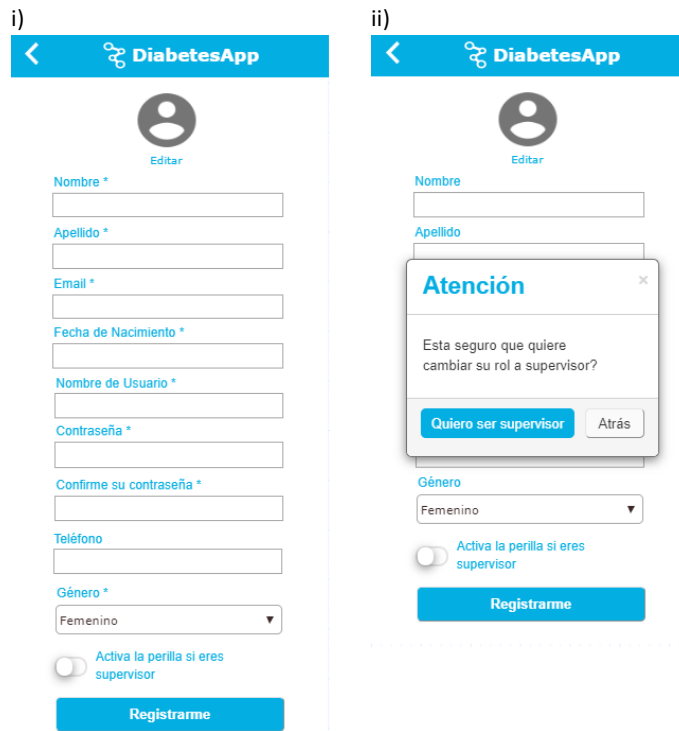 i)
DiabetesApp
Editar
Nombre *
Apellido *
Email *
Fecha de Nacimiento *
Nombre de Usuario *
Contraseña *
Confirme su contraseña *
Teléfono
Género *
Femenino
Activa la perilla si eres
supervisor
Registrarme
ii)
DiabetesApp
Editar
Nombre
Apellido
Atención
×
Esta seguro que quiere
cambiar su rol a supervisor?
Quiero ser supervisor
Atrás
Género
Femenino
Activa la perilla si eres
supervisor
Registrarme